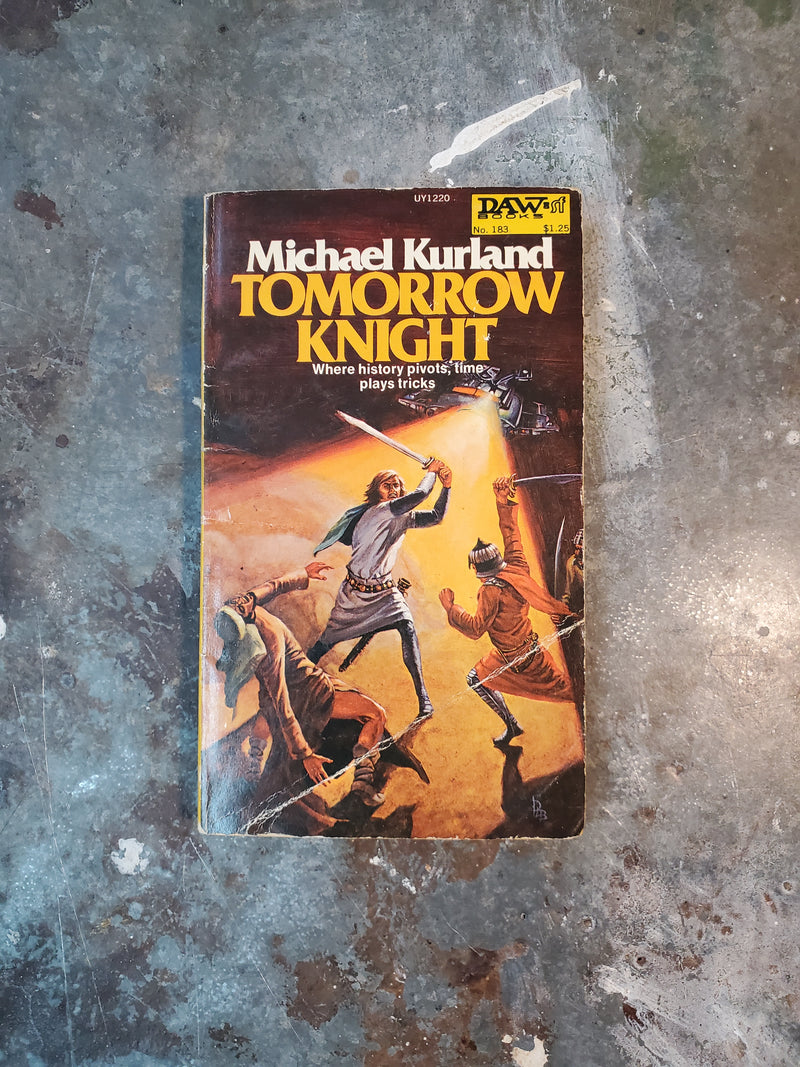 UY1220
DAW sf
BOOKS
No. 183 $1.25
Michael Kurland
TOMORROW
KNIGHT
Where history pivots, time
plays tricks